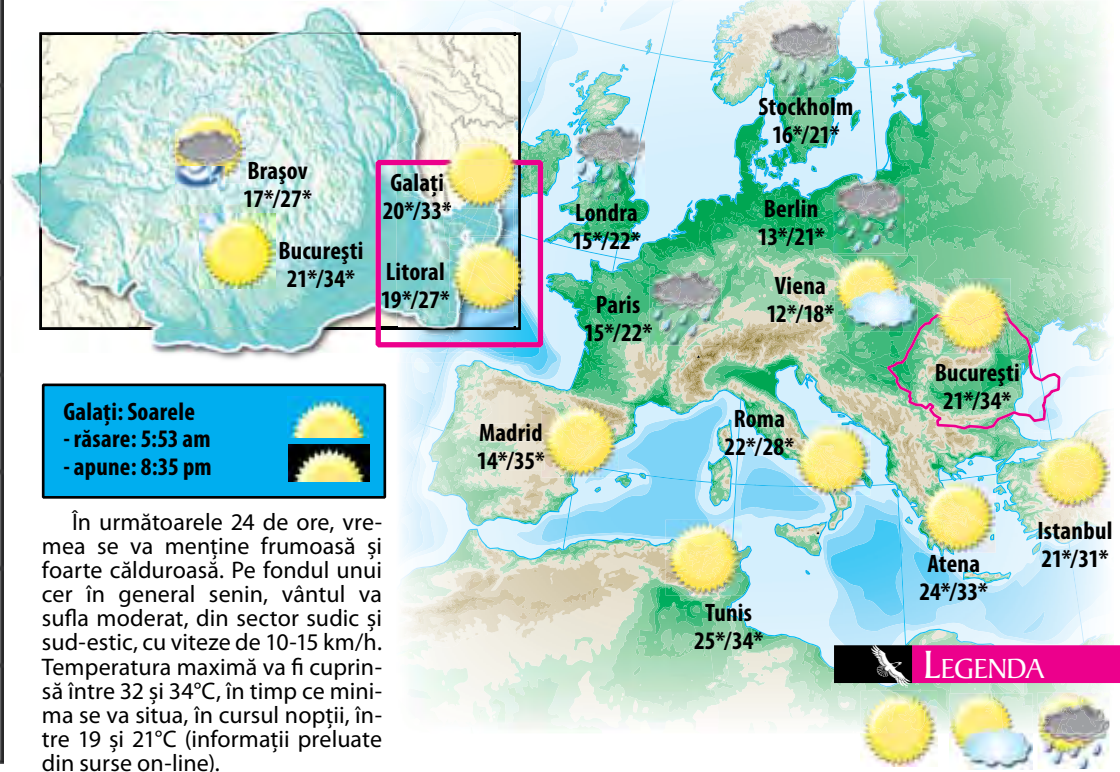 Braşov
17*/27*
Bucureşti
21*/34*
Galați
20*/33*
Litoral
19*/27*
Galați: Soarele
- răsare: 5:53 am
- apune: 8:35 pm
În următoarele 24 de ore, vre-
mea se va menține frumoasă și
foarte călduroasă. Pe fondul unui
cer în general senin, vântul va
sufla moderat, din sector sudic și
sud-estic, cu viteze de 10-15 km/h.
Temperatura maximă va fi cuprin-
să între 32 și 34°C, în timp ce mini-
ma se va situa, în cursul nopții, în-
tre 19 și 21°C (informații preluate
din surse on-line).
Stockholm
16*/21*
Londra
15*/22*
Berlin
13*/21*
Paris
15*/22*
Viena
12*/18*
Bucureşti
21*/34*
Madrid
14*/35*
Roma
22*/28*
Istanbul
21*/31*
Atena
24*/33*
Tunis
25*/34*
LEGENDA